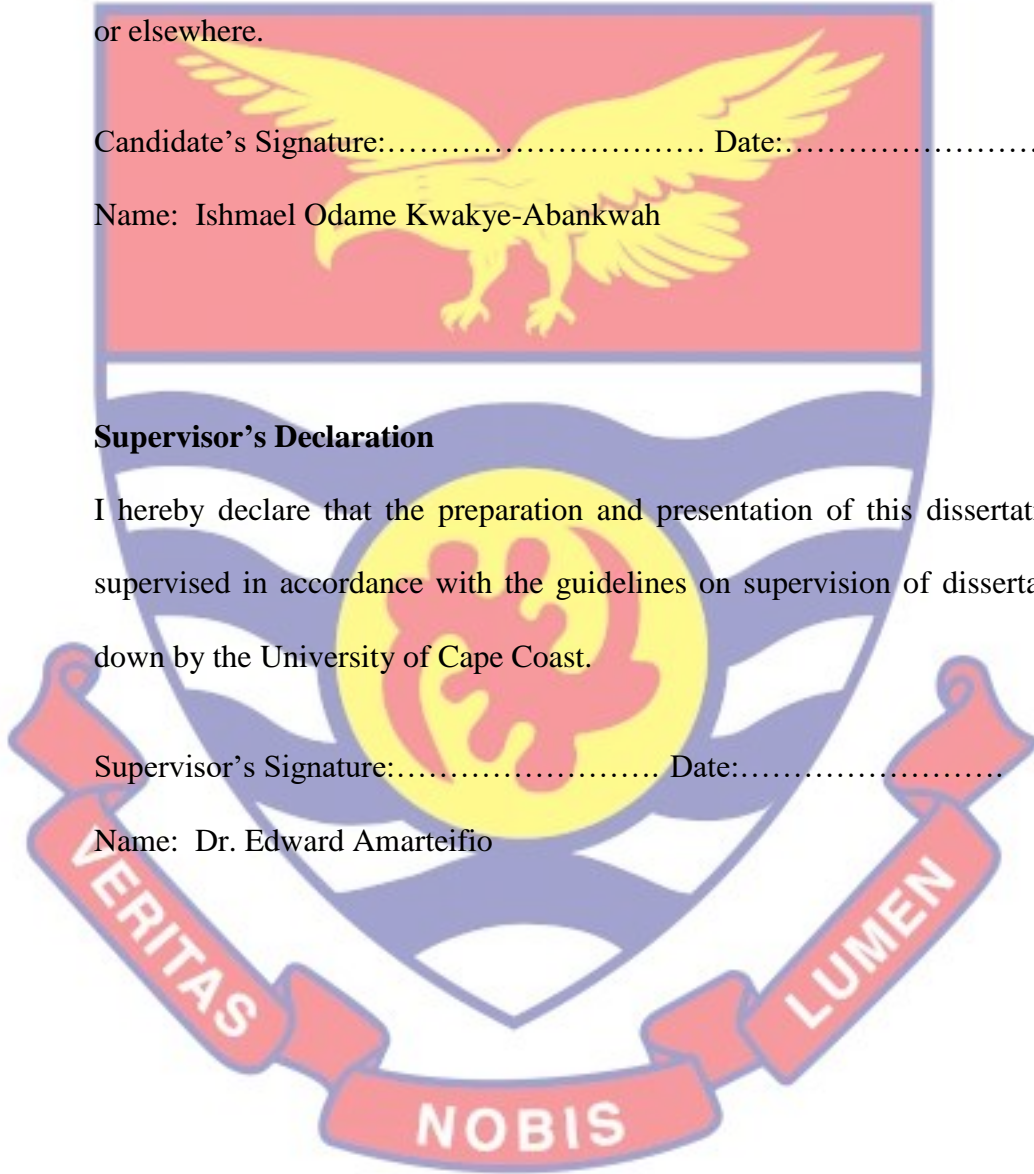 or elsewhere.
Candidate’s Signature:………………………… Date:……………………
Name: Ishmael Odame Kwakye-Abankwah
Supervisor’s Declaration
I hereby declare that the preparation and presentation of this
supervised in accordance with the guidelines on supervision of
down by the University of Cape Coast.
Supervisor’s Signature:…………………… Date:…………………….
Name: Dr. Edward Amarteifio
VERITAS
NOBIS
LUMEN